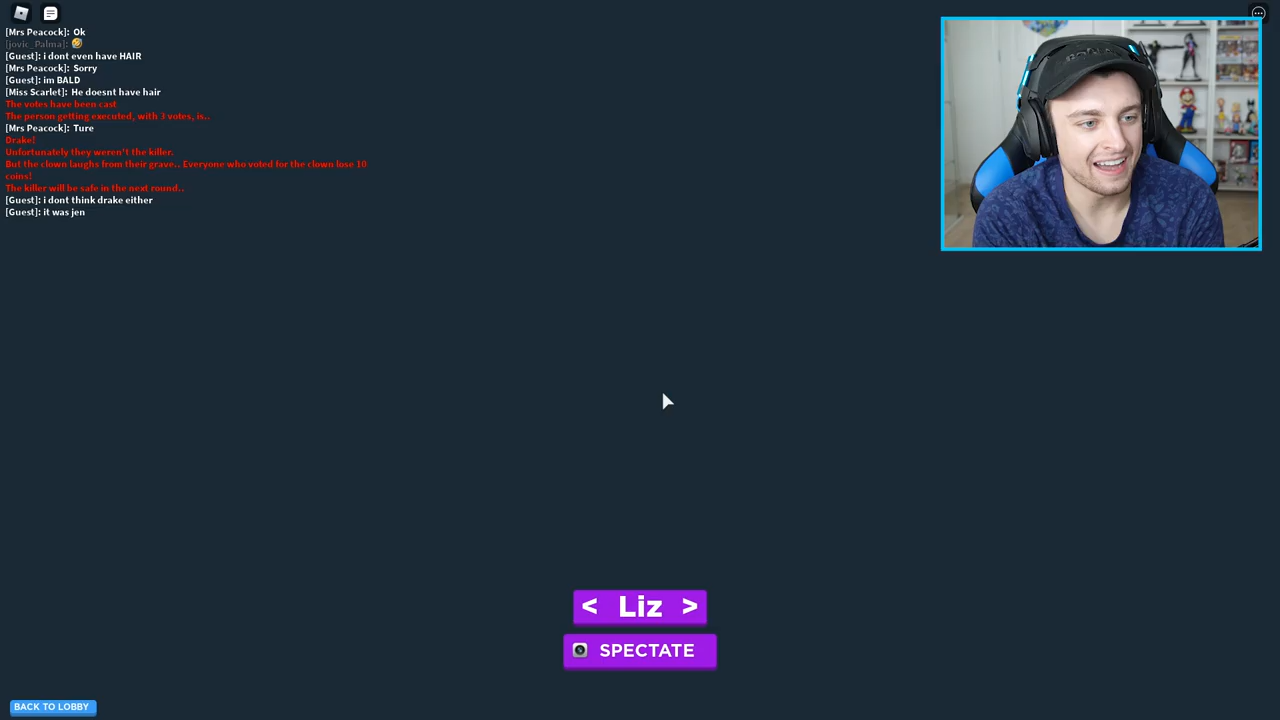 [Mrs Peacock]: Ok
[jovic_Palma]: 🤣
[Guest]: i dont even have HAIR
[Mrs Peacock]: Sorry
[Guest]: im BALD
[Miss Scarlet]: He doesnt have hair
The votes have been cast
The person getting executed, with 3 votes, is..
[Mrs Peacock]: Ture
Drake!
Unfortunately they weren't the killer.
But the clown laughs from their grave.. Everyone who voted for the clown lose 10
coins!
The killer will be safe in the next round..
[Guest]: i dont think drake either
[Guest]: it was jen
< Liz >
SPECTATE
BACK TO LOBBY